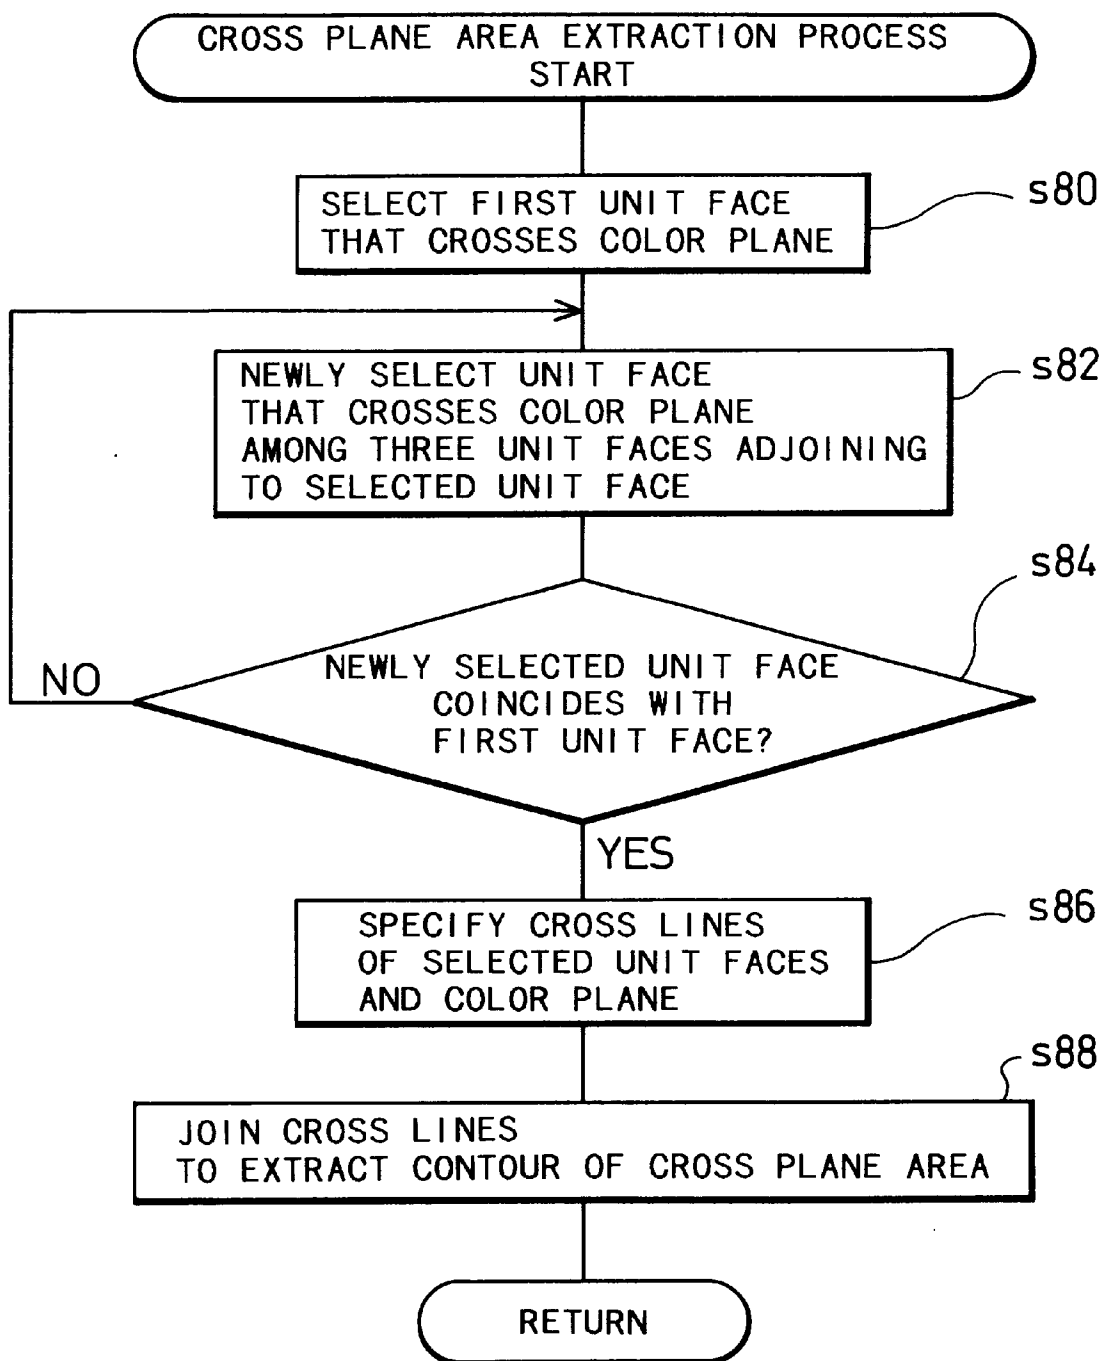 CROSS PLANE AREA EXTRACTION PROCESS
START
SELECT FIRST UNIT FACE
THAT CROSSES COLOR PLANE
s80
NEWLY SELECT UNIT FACE
THAT CROSSES COLOR PLANE
AMONG THREE UNIT FACES ADJOINING
TO SELECTED UNIT FACE
s82
s84
NEWLY SELECTED UNIT FACE
COINCIDES WITH
FIRST UNIT FACE?
NO
YES
SPECIFY CROSS LINES
OF SELECTED UNIT FACES
AND COLOR PLANE
s86
s88
JOIN CROSS LINES
TO EXTRACT CONTOUR OF CROSS PLANE AREA
RETURN